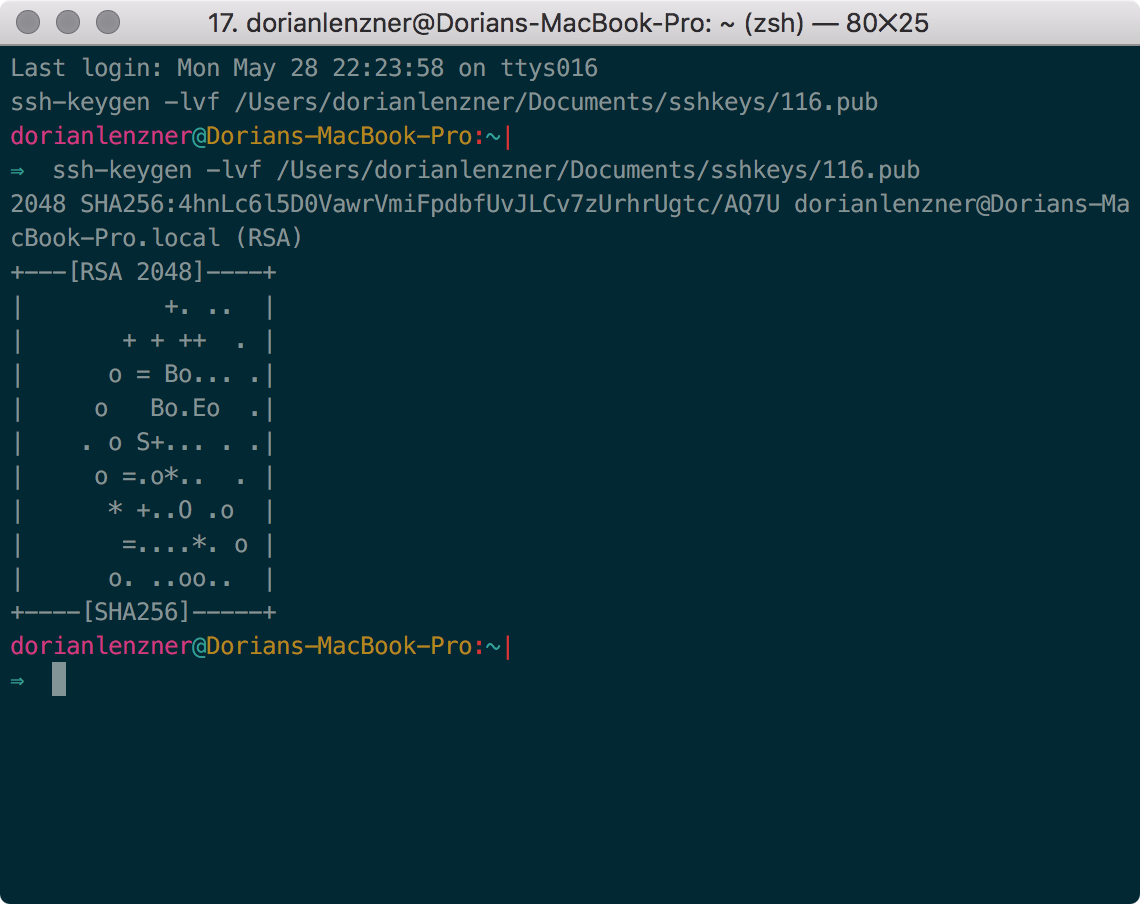 17. dorianlenzner@Dorians-MacBook-Pro: ~ (zsh) — 80✕25
Last login: Mon May 28 22:23:58 on ttys016
ssh-keygen -lvf /Users/dorianlenzner/Documents/sshkeys/116.pub
dorianlenzner@Dorians-MacBook-Pro:~|
⇒  ssh-keygen -lvf /Users/dorianlenzner/Documents/sshkeys/116.pub
2048 SHA256:4hnLc6l5D0VawrVmiFpdbfUvJLCv7zUrhrUgtc/AQ7U dorianlenzner@Dorians-Ma
cBook-Pro.local (RSA)
+---[RSA 2048]----+
|          +. ..  |
|       + + ++  . |
|      o = Bo... .|
|     o   Bo.Eo  .|
|    . o S+... . .|
|     o =.o*..  . |
|      * +..O .o  |
|       =....*. o |
|      o. ..oo..  |
+----[SHA256]-----+
dorianlenzner@Dorians-MacBook-Pro:~|
⇒